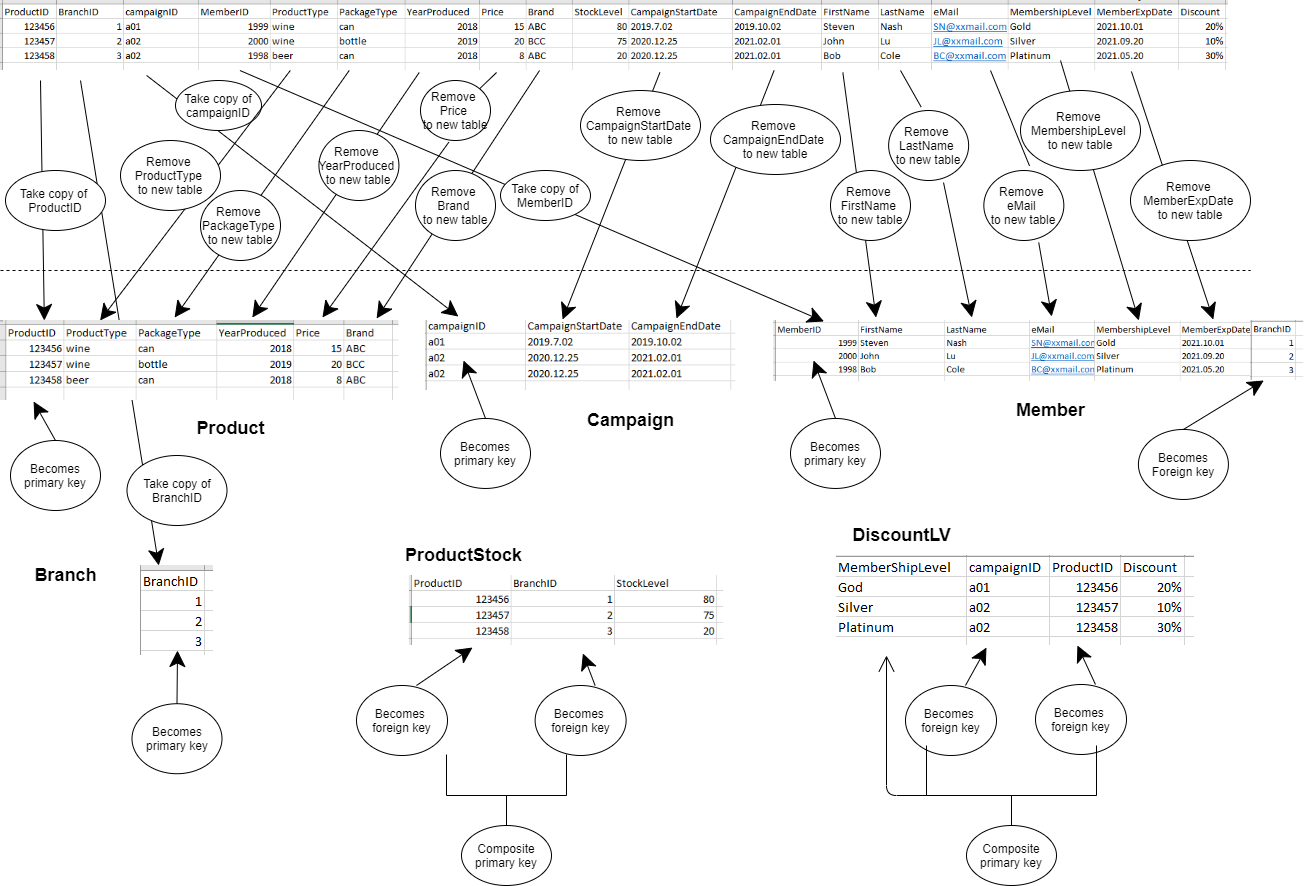 ProductID BranchID campaignID MemberID ProductType PackageType YearProduced Price Brand StockLevel CampaignStartDate CampaignEndDate FirstName LastName eMail MembershipLevel MemberExpDate Discount
123456 1 a01 1999 wine can 2018 15 ABC 80 2019.7.02 2019.10.02 Steven Nash SN@xxmail.com Gold 2021.10.01 20%
123457 2 a02 2000 wine bottle 2019 20 BCC 75 2020.12.25 2021.02.01 John Lu JL@xxmail.com Silver 2021.09.20 10%
123458 3 a02 1998 beer can 2018 8 ABC 20 2020.12.25 2021.02.01 Bob Cole BC@xxmail.com Platinum 2021.05.20 30%
Take copy of
campaignID
Remove
Price
to new table
Remove
CampaignStartDate
to new table
Remove
CampaignEndDate
to new table
Remove
LastName
to new table
Remove
MembershipLevel
to new table
Remove
ProductType
to new table
Remove
YearProduced
to new table
Take copy of
ProductID
Remove
PackageType
to new table
Remove
Brand
to new table
Take copy of
MemberID
Remove
FirstName
to new table
Remove
eMail
to new table
Remove
MemberExpDate
to new table
ProductID ProductType PackageType YearProduced Price Brand
123456 wine can 2018 15 ABC
123457 wine bottle 2019 20 BCC
123458 beer can 2018 8 ABC
campaignID CampaignStartDate CampaignEndDate
a01 2019.7.02 2019.10.02
a02 2020.12.25 2021.02.01
a02 2020.12.25 2021.02.01
MemberID FirstName LastName eMail MembershipLevel MemberExpDate BranchID
1999 Steven Nash SN@xxmail.cor Gold 2021.10.01 1
2000 John Lu JL@xxmail.com Silver 2021.09.20 2
1998 Bob Cole BC@xxmail.con Platinum 2021.05.20 3
Product
Campaign
Member
Becomes
primary key
Becomes
primary key
Becomes
primary key
Becomes
Foreign key
Take copy of
BranchID
Branch
BranchID
1
2
3
ProductStock
ProductID BranchID StockLevel
123456 1 80
123457 2 75
123458 3 20
DiscountLV
MemberShipLevel campaignID ProductID Discount
God a01 123456 20%
Silver a02 123457 10%
Platinum a02 123458 30%
Becomes
primary key
Becomes
foreign key
Becomes
foreign key
Becomes
foreign key
Becomes
foreign key
Composite
primary key
Composite
primary key